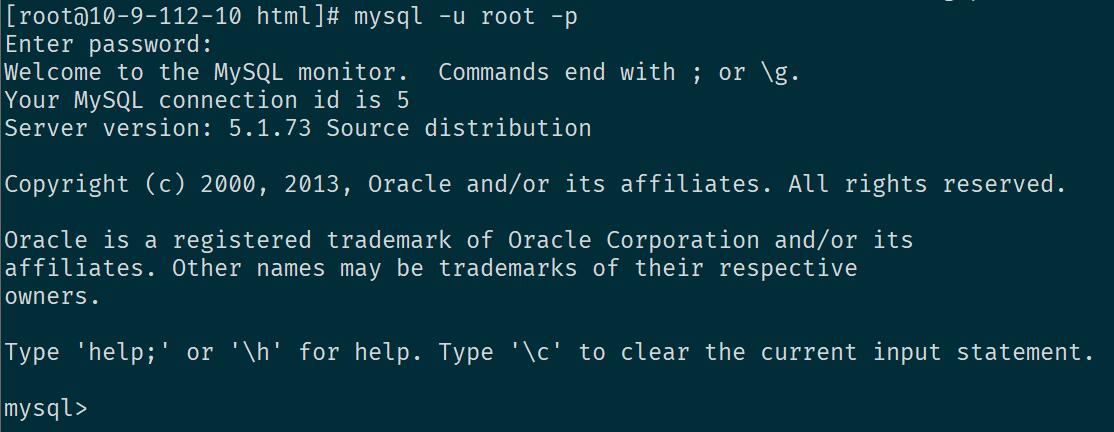 [root@10-9-112-10 html]# mysql -u root -p
Enter password:
Welcome to the MySQL monitor.  Commands end with ; or \g.
Your MySQL connection id is 5
Server version: 5.1.73 Source distribution
Copyright (c) 2000, 2013, Oracle and/or its affiliates. All rights reserved.
Oracle is a registered trademark of Oracle Corporation and/or its
affiliates. Other names may be trademarks of their respective
owners.
Type 'help;' or '\h' for help. Type '\c' to clear the current input statement.
mysql>